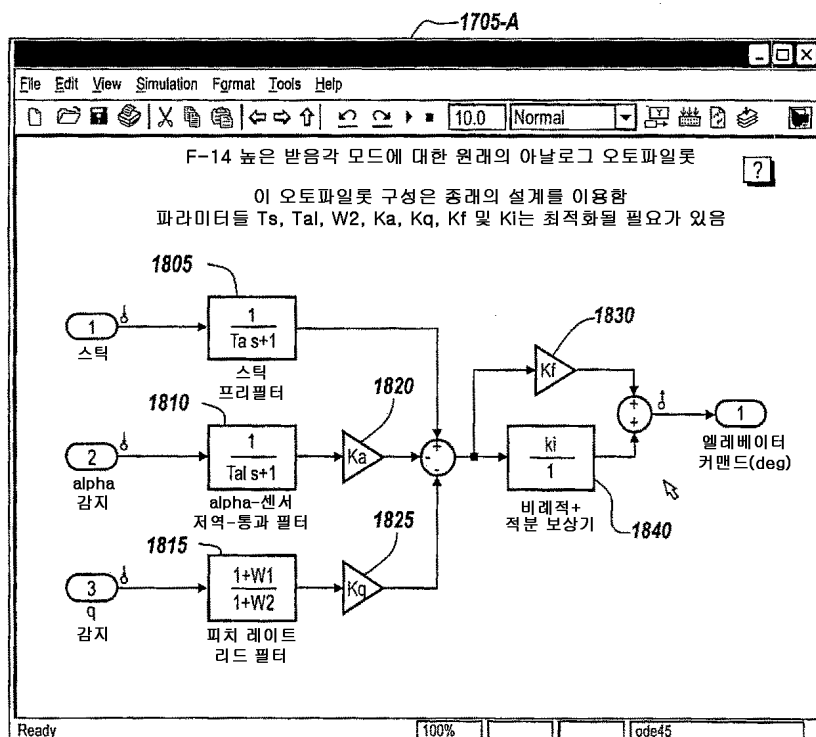 1705-A
File Edit View Simulation Format Tools Help
10.0 Normal
F-14 높은 받음각 모드에 대한 원래의 아날로그 오토파일롯
?
이 오토파일롯 구성은 종래의 설계를 이용함
파라미터들 Ts, Tal, W2, Ka, Kq, Kf 및 Ki는 최적화될 필요가 있음
1805
1
스틱
1
Ta s+1
스틱
프리필터
1830
Kf
1810
2
alpha
감지
1
Tal s+1
alpha-센서
저역-통과 필터
1820
Ka
+
-
-
ki
1
비례적+
적분 보상기
1840
+
+
1
엘레베이터
커맨드(deg)
1815
3
q
감지
1+W1
1+W2
피치 레이트
리드 필터
1825
Kq
Ready 100% ode45